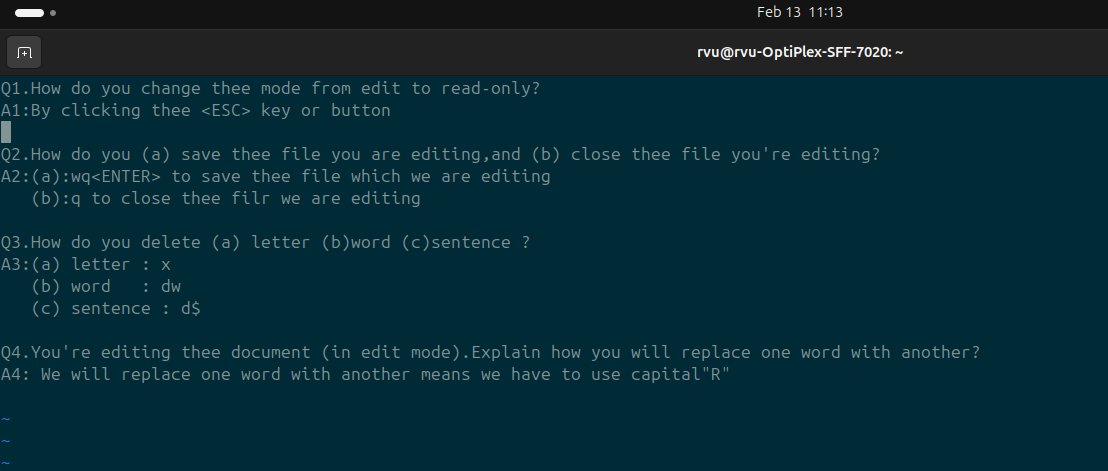 Feb 13 11:13
rvu@rvu-OptiPlex-SFF-7020: ~
Q1.How do you change thee mode from edit to read-only?
A1:By clicking thee <ESC> key or button
Q2.How do you (a) save thee file you are editing,and (b) close thee file you're editing?
A2:(a):wq<ENTER> to save thee file which we are editing
   (b):q to close thee filr we are editing
Q3.How do you delete (a) letter (b)word (c)sentence ?
A3:(a) letter : x
   (b) word   : dw
   (c) sentence : d$
Q4.You're editing thee document (in edit mode).Explain how you will replace one word with another?
A4: We will replace one word with another means we have to use capital"R"
~
~
~